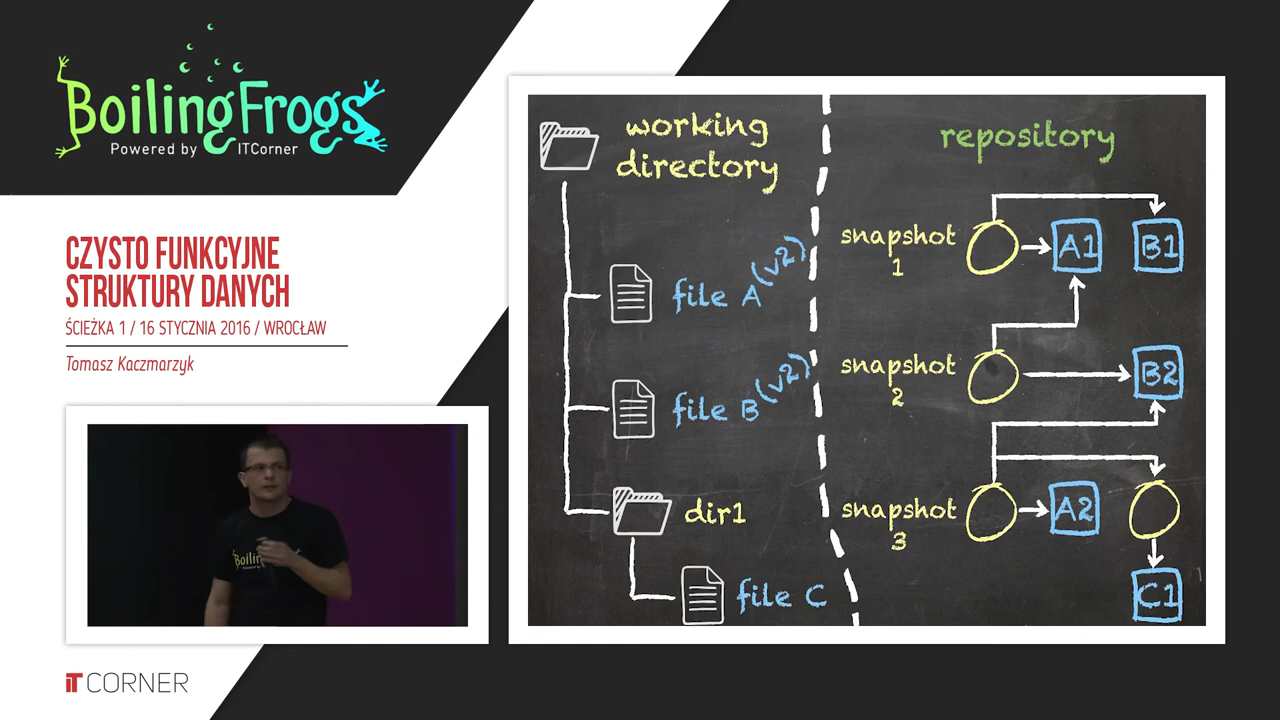 BoilingFrogs
Powered by ITCorner
CZYSTO FUNKCYJNE
STRUKTURY DANYCH
ŚCIEŻKA 1 / 16 STYCZNIA 2016 / WROCŁAW
Tomasz Kaczmarzyk
Boiling
iT CORNER
working
directory
file A (v2)
file B (v2)
dir1
file C
repository
snapshot
1
A1
B1
snapshot
2
B2
snapshot
3
A2
C1